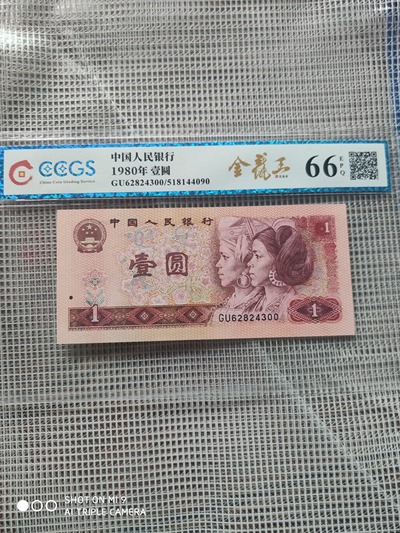 CCGS
China Coin Grading Service
中国人民银行
1980年 壹圆
GU62824300/518144090
金龙王
66
EPQ
中国人民银行
1
壹圆
GU62824300
1
1
SHOT ON MI 9
AI TRIPLE CAMERA